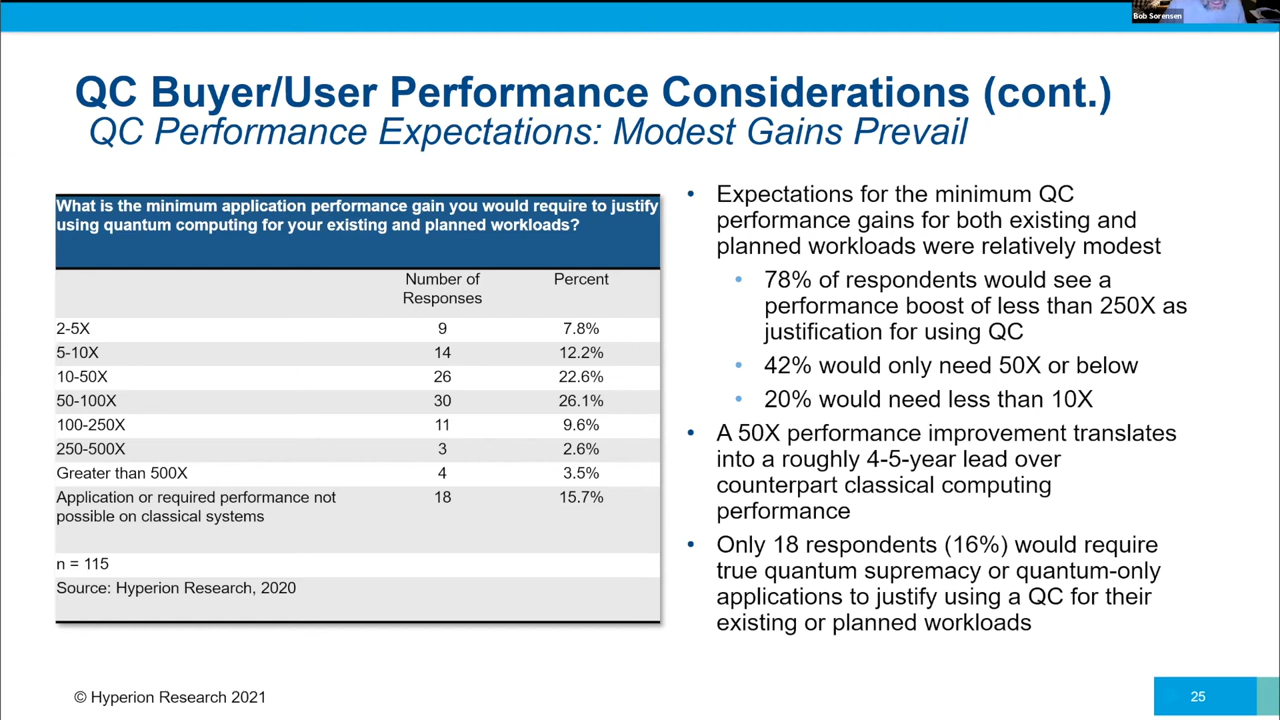 Bob Sorensen
QC Buyer/User Performance Considerations (cont.)
QC Performance Expectations: Modest Gains Prevail
What is the minimum application performance gain you would require to justify
using quantum computing for your existing and planned workloads?
Number of Percent
Responses
2-5X 9 7.8%
5-10X 14 12.2%
10-50X 26 22.6%
50-100X 30 26.1%
100-250X 11 9.6%
250-500X 3 2.6%
Greater than 500X 4 3.5%
Application or required performance not 18 15.7%
possible on classical systems
n = 115
Source: Hyperion Research, 2020
• Expectations for the minimum QC
performance gains for both existing and
planned workloads were relatively modest
• 78% of respondents would see a
performance boost of less than 250X as
justification for using QC
• 42% would only need 50X or below
• 20% would need less than 10X
• A 50X performance improvement translates
into a roughly 4-5-year lead over
counterpart classical computing
performance
• Only 18 respondents (16%) would require
true quantum supremacy or quantum-only
applications to justify using a QC for their
existing or planned workloads
© Hyperion Research 2021
25